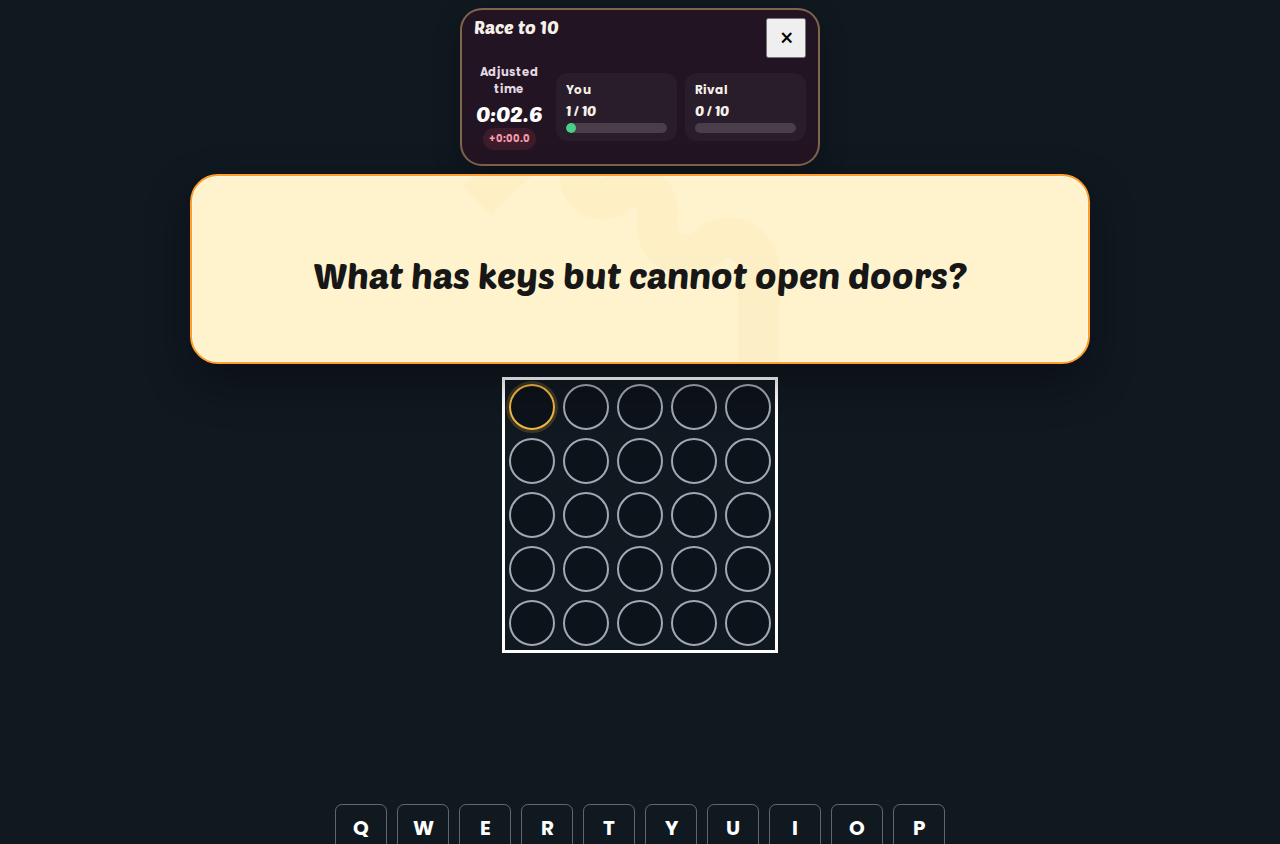 Race to 10
×
Adjusted
time
0:02.6
+0:00.0
You
1 / 10
Rival
0 / 10
What has keys but cannot open doors?
Q W E R T Y U I O P